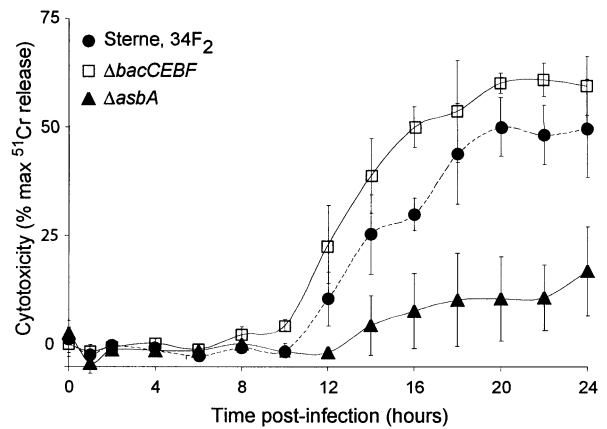 75
50
25
0
Cytotoxicity (% max ⁵¹Cr release)
Sterne, 34F₂
ΔbacCEBF
ΔasbA
0 4 8 12 16 20 24
Time post-infection (hours)